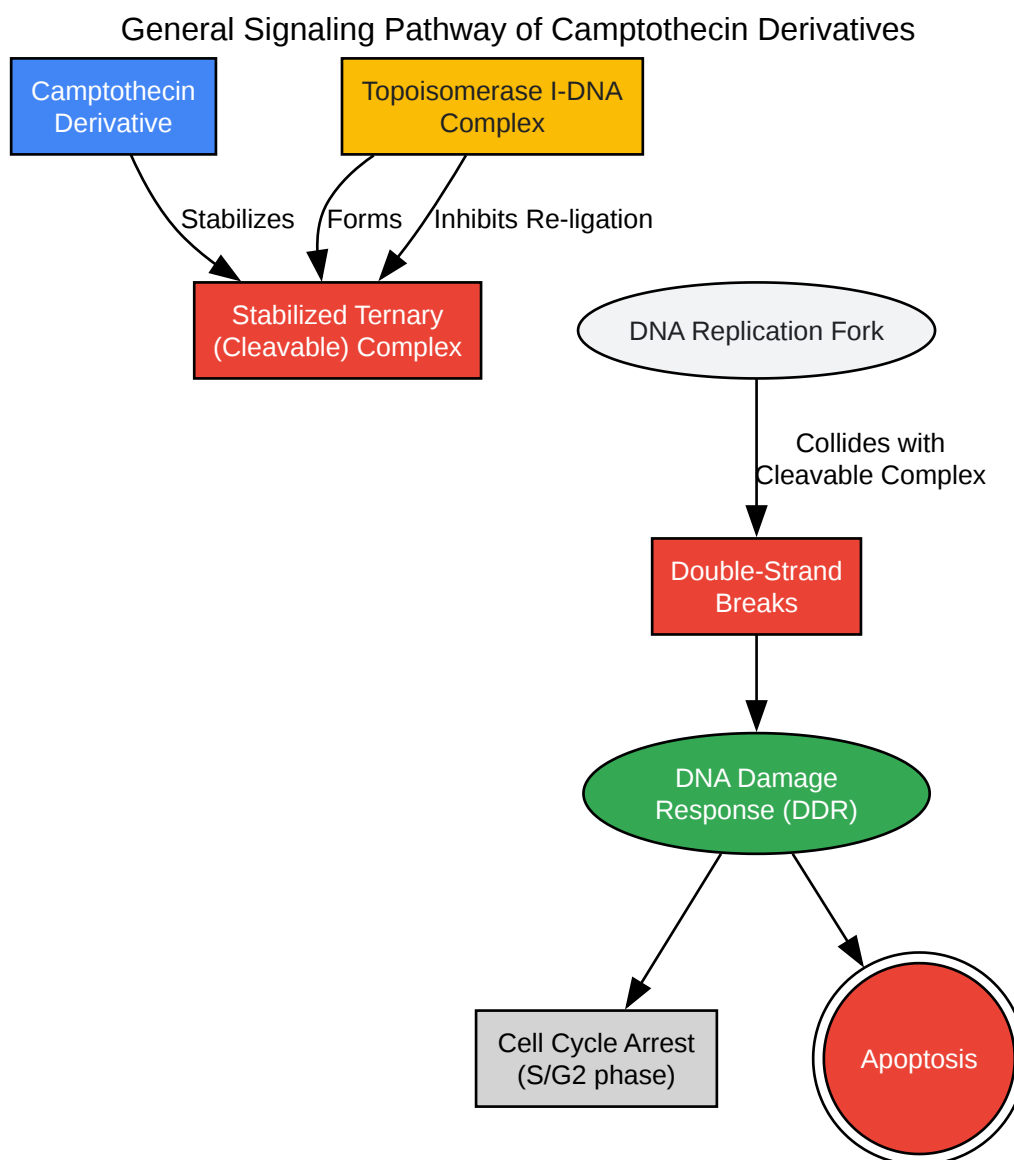 General Signaling Pathway of Camptothecin Derivatives
Camptothecin
Derivative
Topoisomerase I-DNA
Complex
Stabilizes
Forms
Inhibits Re-ligation
Stabilized Ternary
(Cleavable) Complex
DNA Replication Fork
Collides with
Cleavable Complex
Double-Strand
Breaks
DNA Damage
Response (DDR)
Cell Cycle Arrest
(S/G2 phase)
Apoptosis